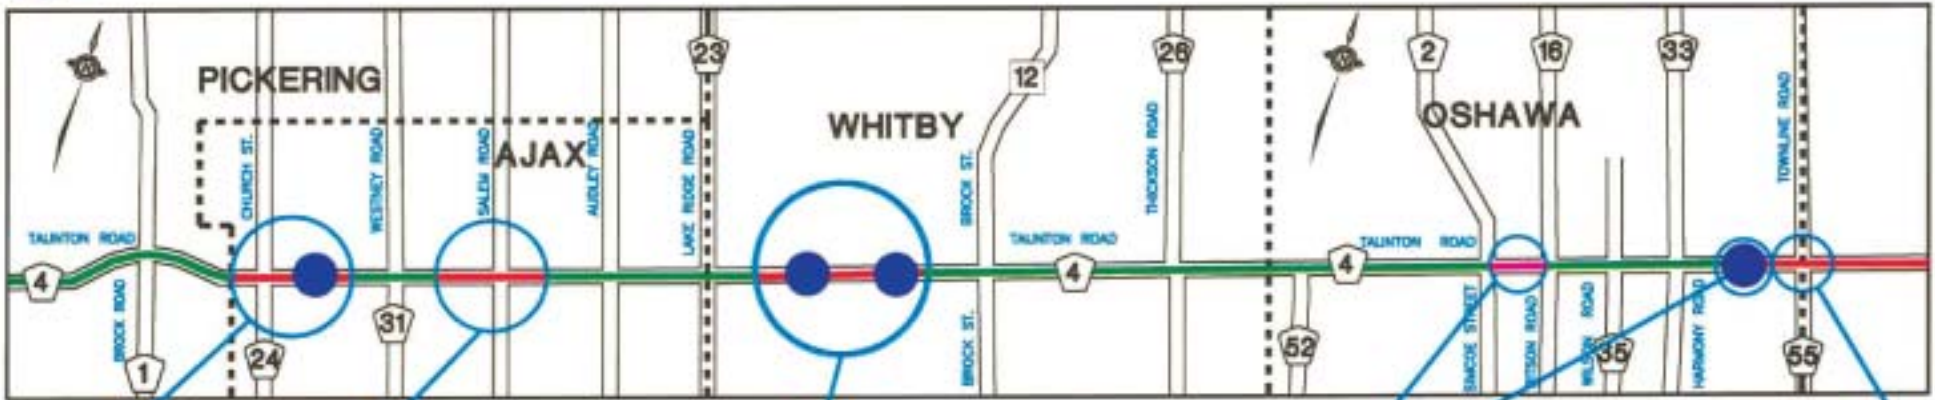 PICKERING
AJAX
WHITBY
OSHAWA
23
12
26
2
16
33
CHURCH ST.
WESTNEY ROAD
SALEM ROAD
AUDLEY ROAD
LAKE RIDGE ROAD
BROCK ST.
THICKSON ROAD
TOWNLINE ROAD
TAUNTON ROAD
TAUNTON ROAD
TAUNTON ROAD
4
4
4
BROCK ROAD
BROCK ST.
SIMCOE STREET
ROAD
WILSON ROAD
HARMONY ROAD
1
24
31
52
35
55